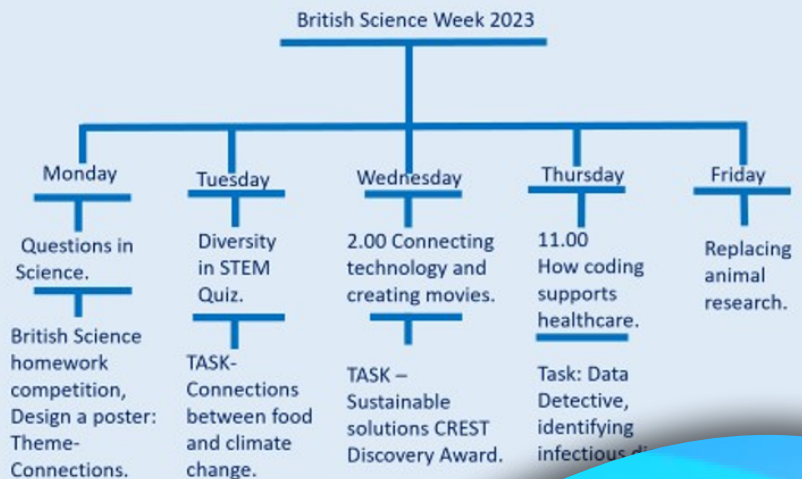 British Science Week 2023
Monday
Questions in
Science.
British Science
homework
competition,
Design a poster:
Theme-
Connections.
Tuesday
Diversity
in STEM
Quiz.
TASK-
Connections
between food
and climate
change.
Wednesday
2.00 Connecting
technology and
creating movies.
TASK –
Sustainable
solutions CREST
Discovery Award.
Thursday
11.00
How coding
supports
healthcare.
Task: Data
Detective,
identifying
infectious
Friday
Replacing
animal
research.